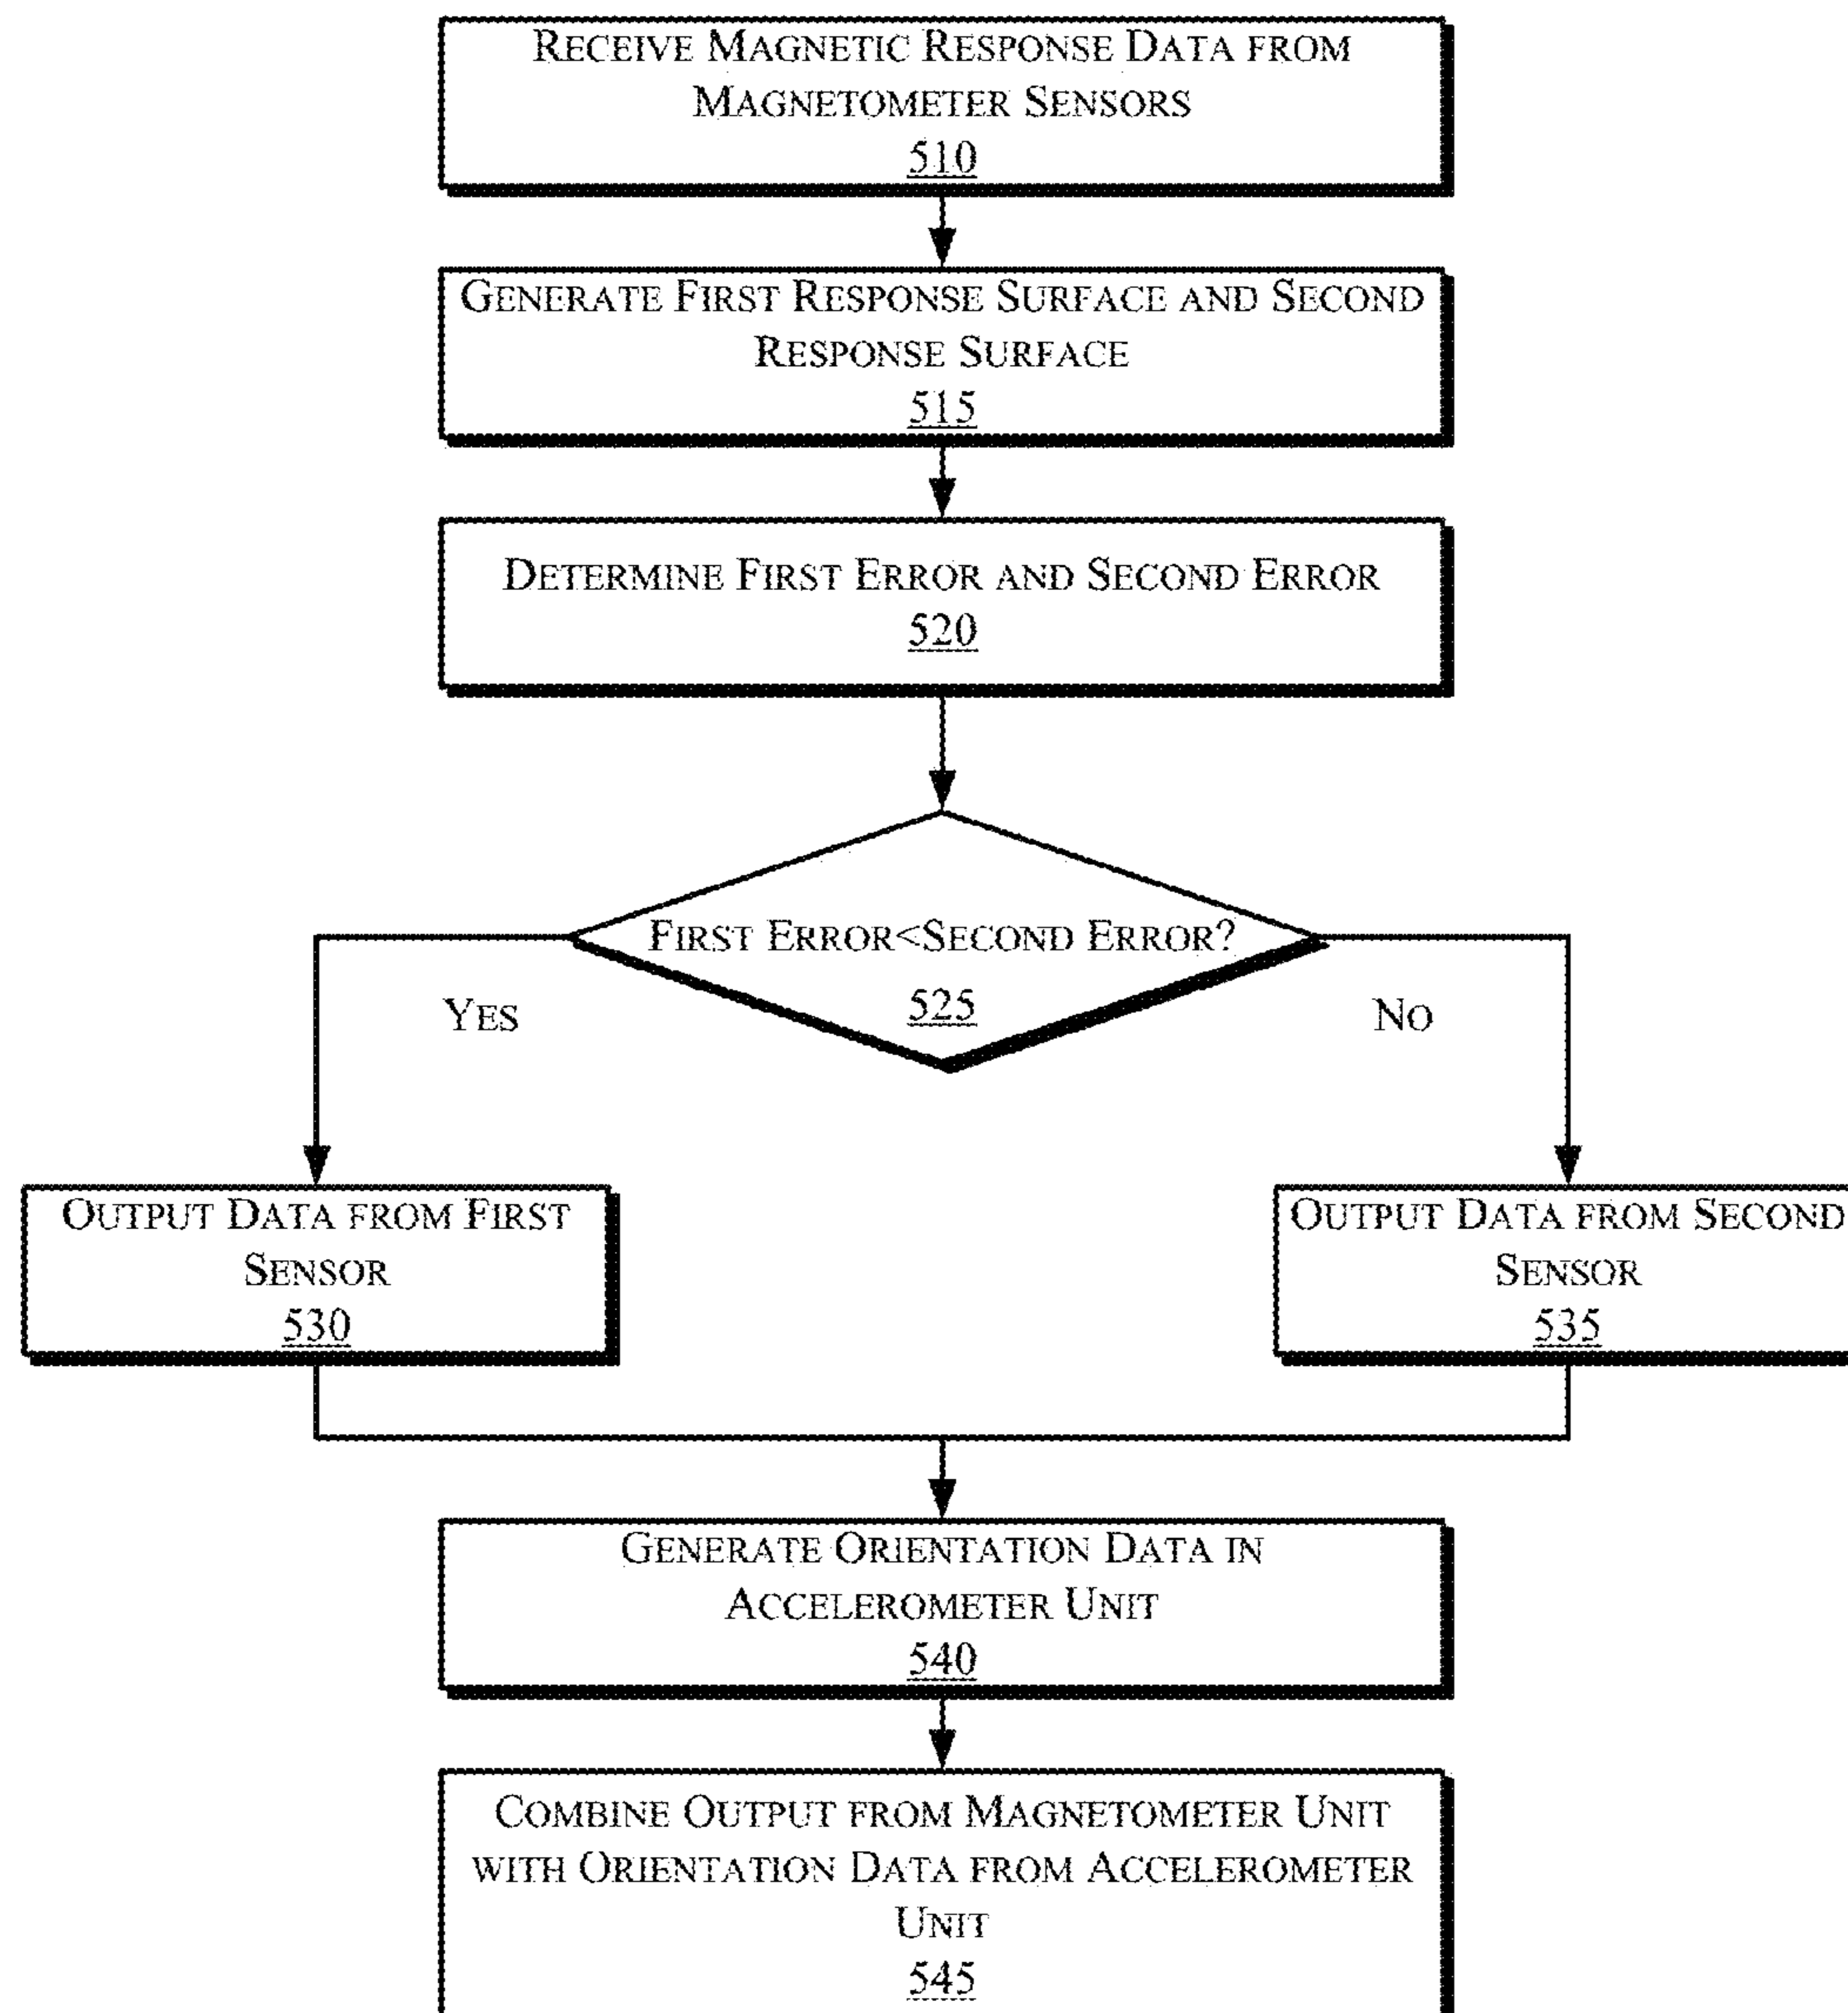 RECEIVE MAGNETIC RESPONSE DATA FROM
MAGNETOMETER SENSORS
510
GENERATE FIRST RESPONSE SURFACE AND SECOND
RESPONSE SURFACE
515
DETERMINE FIRST ERROR AND SECOND ERROR
520
FIRST ERROR<SECOND ERROR?
525
YES
NO
OUTPUT DATA FROM FIRST
SENSOR
530
OUTPUT DATA FROM SECOND
SENSOR
535
GENERATE ORIENTATION DATA IN
ACCELEROMETER UNIT
540
COMBINE OUTPUT FROM MAGNETOMETER UNIT
WITH ORIENTATION DATA FROM ACCELEROMETER
UNIT
545